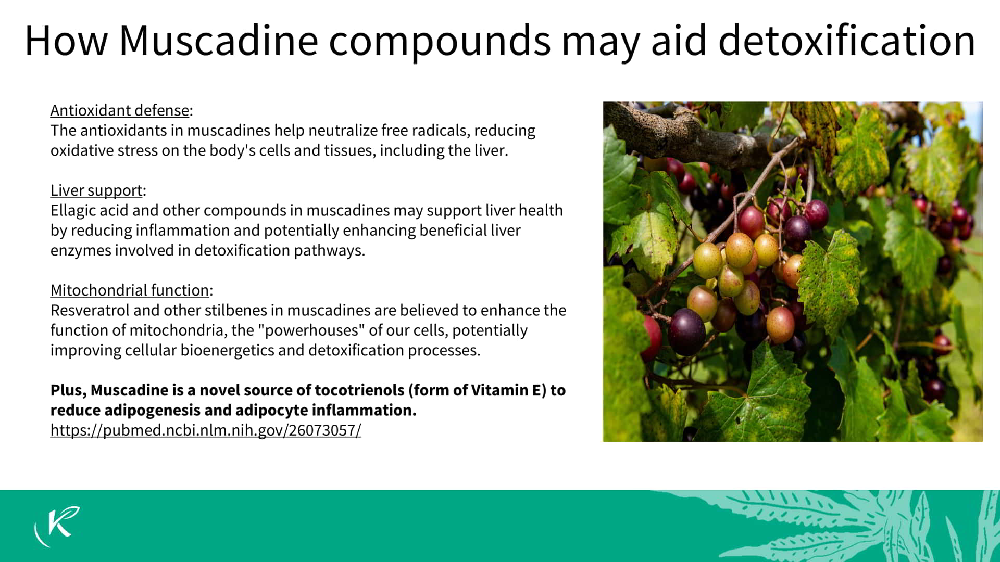 How Muscadine compounds may aid detoxification
Antioxidant defense:
The antioxidants in muscadines help neutralize free radicals, reducing
oxidative stress on the body's cells and tissues, including the liver.
Liver support:
Ellagic acid and other compounds in muscadines may support liver health
by reducing inflammation and potentially enhancing beneficial liver
enzymes involved in detoxification pathways.
Mitochondrial function:
Resveratrol and other stilbenes in muscadines are believed to enhance the
function of mitochondria, the "powerhouses" of our cells, potentially
improving cellular bioenergetics and detoxification processes.
Plus, Muscadine is a novel source of tocotrienols (form of Vitamin E) to
reduce adipogenesis and adipocyte inflammation.
https://pubmed.ncbi.nlm.nih.gov/26073057/
K